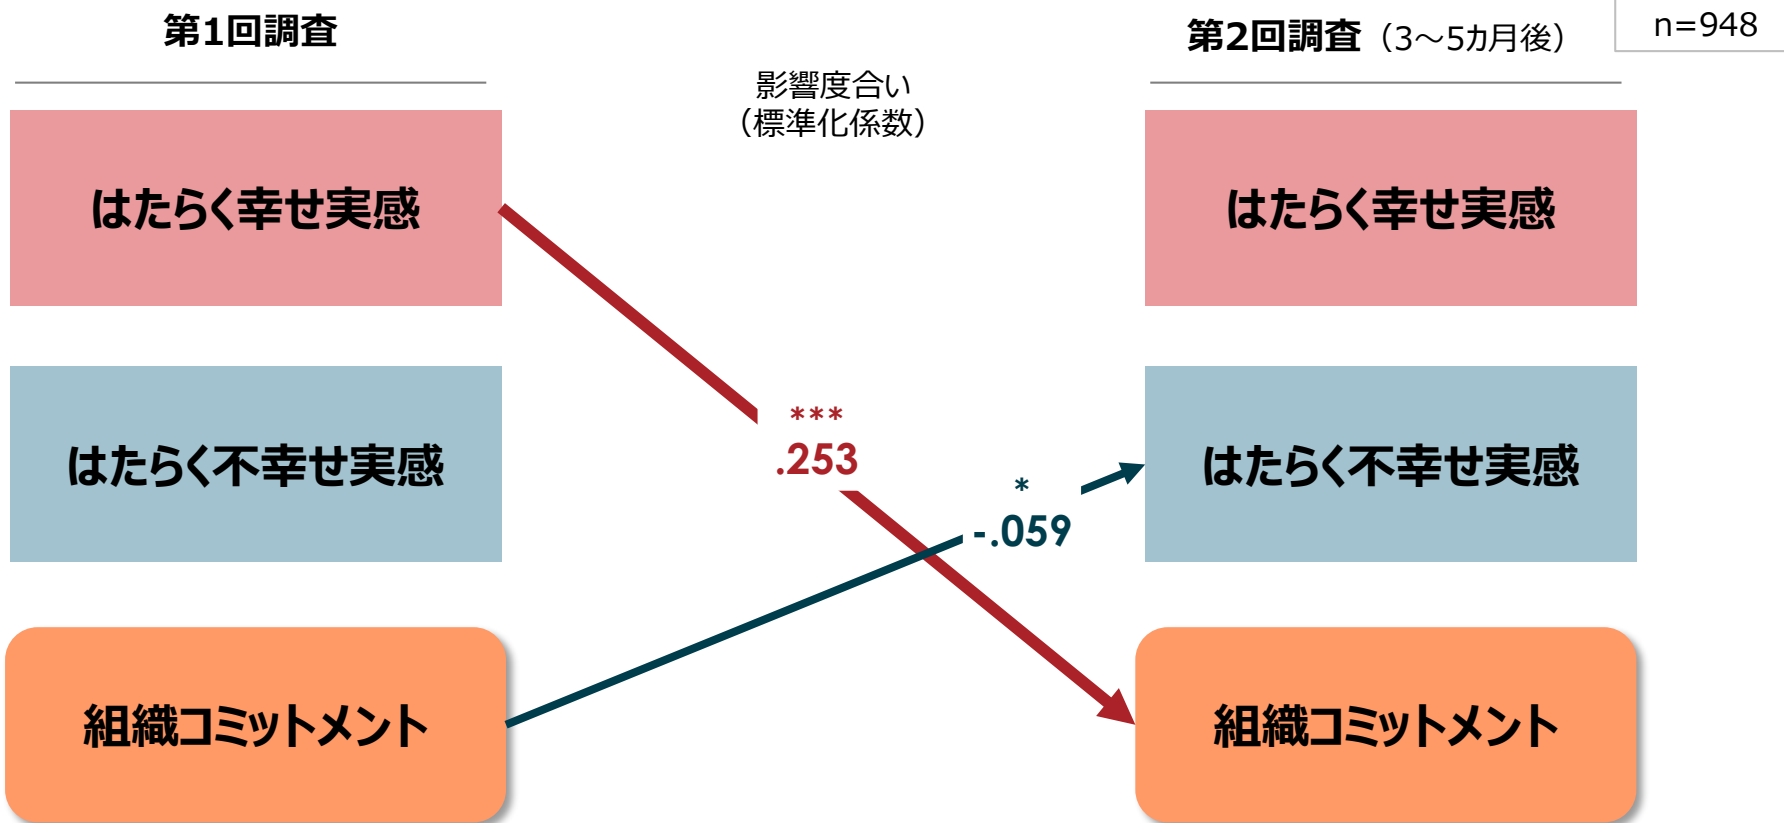 第1回調査
第2回調査（3～5カ月後）
n=948
影響度合い
（標準化係数）
はたらく幸せ実感
はたらく幸せ実感
はたらく不幸せ実感
***
.253
*
-.059
はたらく不幸せ実感
組織コミットメント
組織コミットメント